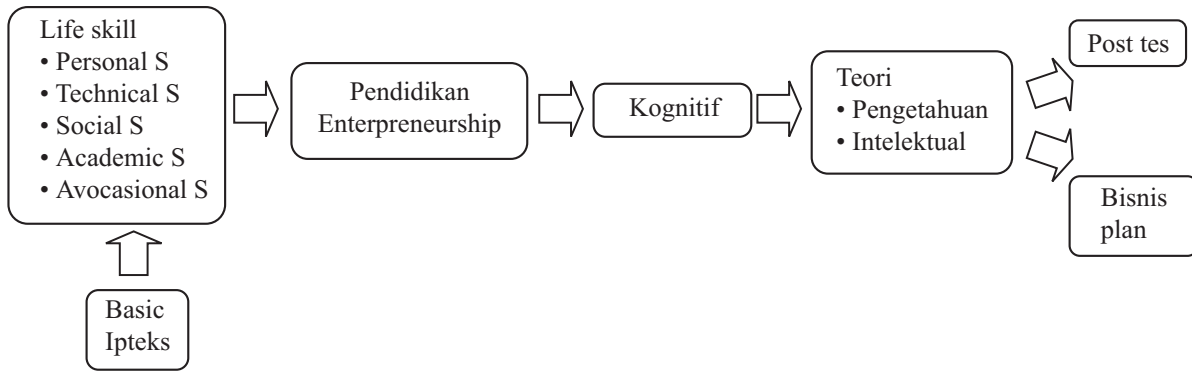 Life skill
• Personal S
• Technical S
• Social S
• Academic S
• Avocasional S
Basic
Ipteks
Pendidikan
Enterpreneurship
Kognitif
Teori
• Pengetahuan
• Intelektual
Post tes
Bisnis
plan